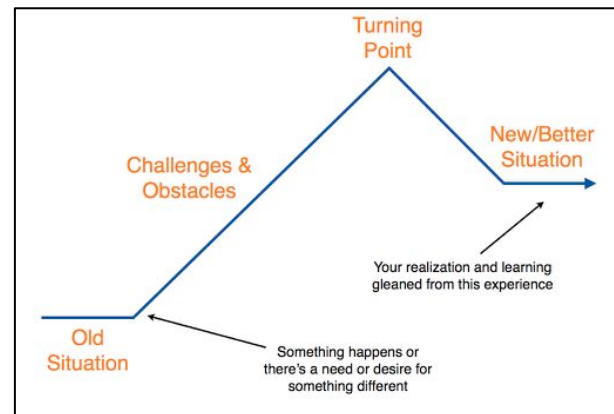 Turning
Point
New/Better
Situation
Challenges &
Obstacles
Your realization and learning
gleaned from this experience
Old
Situation
Something happens or
there's a need or desire for
something different